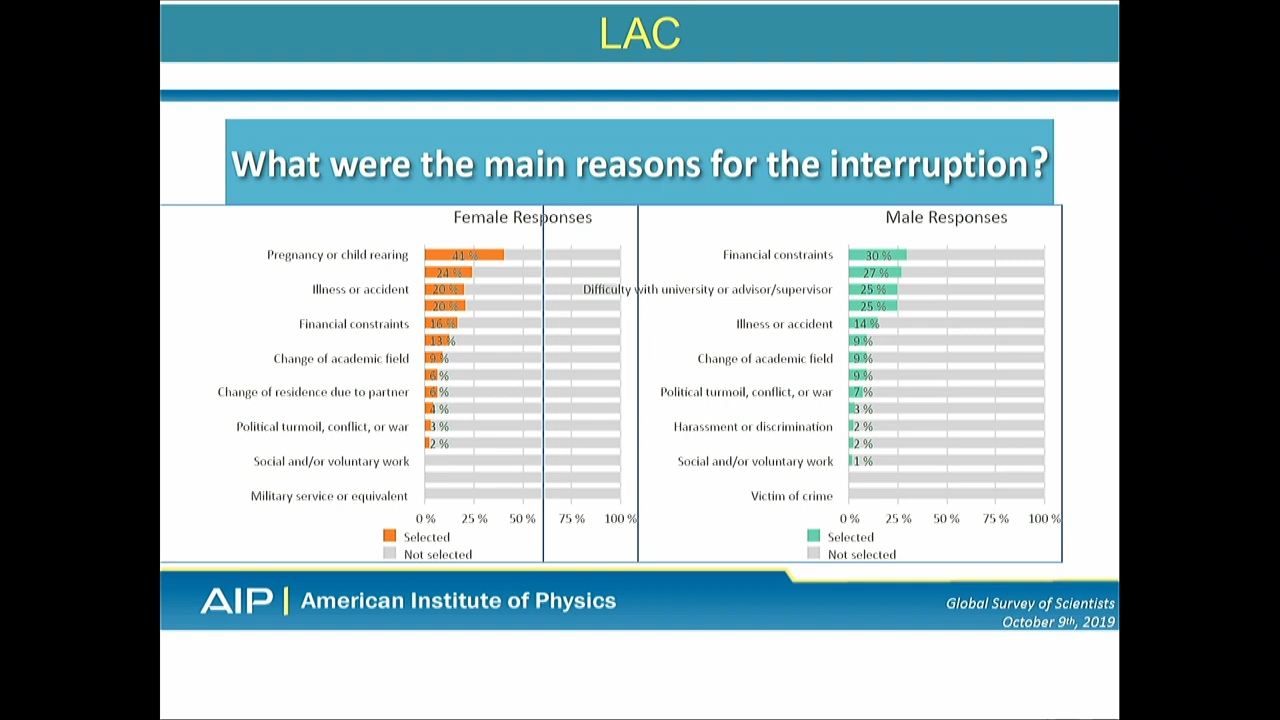 LAC
What were the main reasons for the interruption?
Female Responses
Pregnancy or child rearing
41 %
24 %
Illness or accident
20 %
20 %
Financial constraints
16 %
13 %
Change of academic field
9 %
6 %
Change of residence due to partner
6 %
4 %
Political turmoil, conflict, or war
3 %
2 %
Social and/or voluntary work
Military service or equivalent
0 %
25 %
50 %
75 %
100 %
Selected
Not selected
Male Responses
Financial constraints
30 %
27 %
Difficulty with university or advisor/supervisor
25 %
25 %
Illness or accident
14 %
9 %
Change of academic field
9 %
9 %
Political turmoil, conflict, or war
7 %
3 %
Harassment or discrimination
2 %
2 %
Social and/or voluntary work
1 %
Victim of crime
0 %
25 %
50 %
75 %
100 %
Selected
Not selected
AIP | American Institute of Physics
Global Survey of Scientists
October 9th, 2019